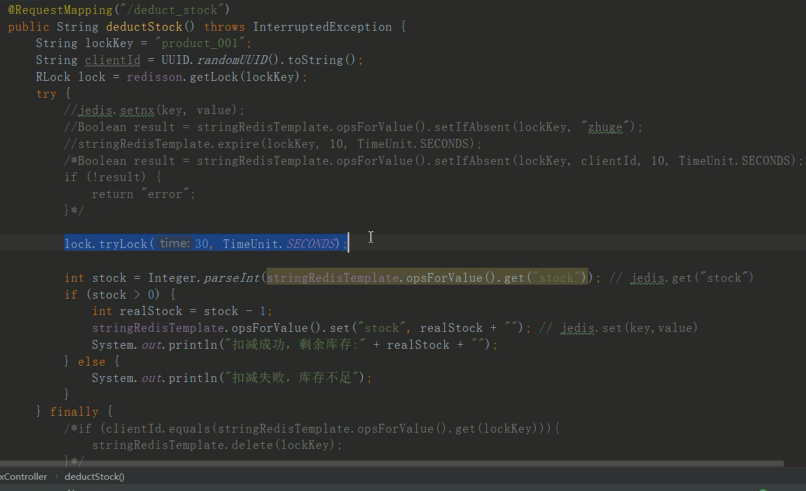 @RequestMapping("/deduct_stock")
public String deductStock() throws InterruptedException {
String lockKey = "product_001";
String clientId = UUID.randomUUID().toString();
RLock lock = redisson.getLock(lockKey);
try {
//jedis.setnx(key, value);
//Boolean result = stringRedisTemplate.opsForValue().setIfAbsent(lockKey, "zhuge");
//stringRedisTemplate.expire(lockKey, 10, TimeUnit.SECONDS);
/*Boolean result = stringRedisTemplate.opsForValue().setIfAbsent(lockKey, clientId, 10, TimeUnit.SECONDS);
if (!result) {
return "error";
}*/
lock.tryLock( time: 30, TimeUnit.SECONDS);
int stock = Integer.parseInt(stringRedisTemplate.opsForValue().get("stock")); // jedis.get("stock")
if (stock > 0) {
int realStock = stock - 1;
stringRedisTemplate.opsForValue().set("stock", realStock + ""); // jedis.set(key,value)
System.out.println("扣减成功，剩余库存:" + realStock + "");
} else {
System.out.println("扣减失败，库存不足");
}
} finally {
/*if (clientId.equals(stringRedisTemplate.opsForValue().get(lockKey))){
stringRedisTemplate.delete(lockKey);
}*/
xController › deductStock()